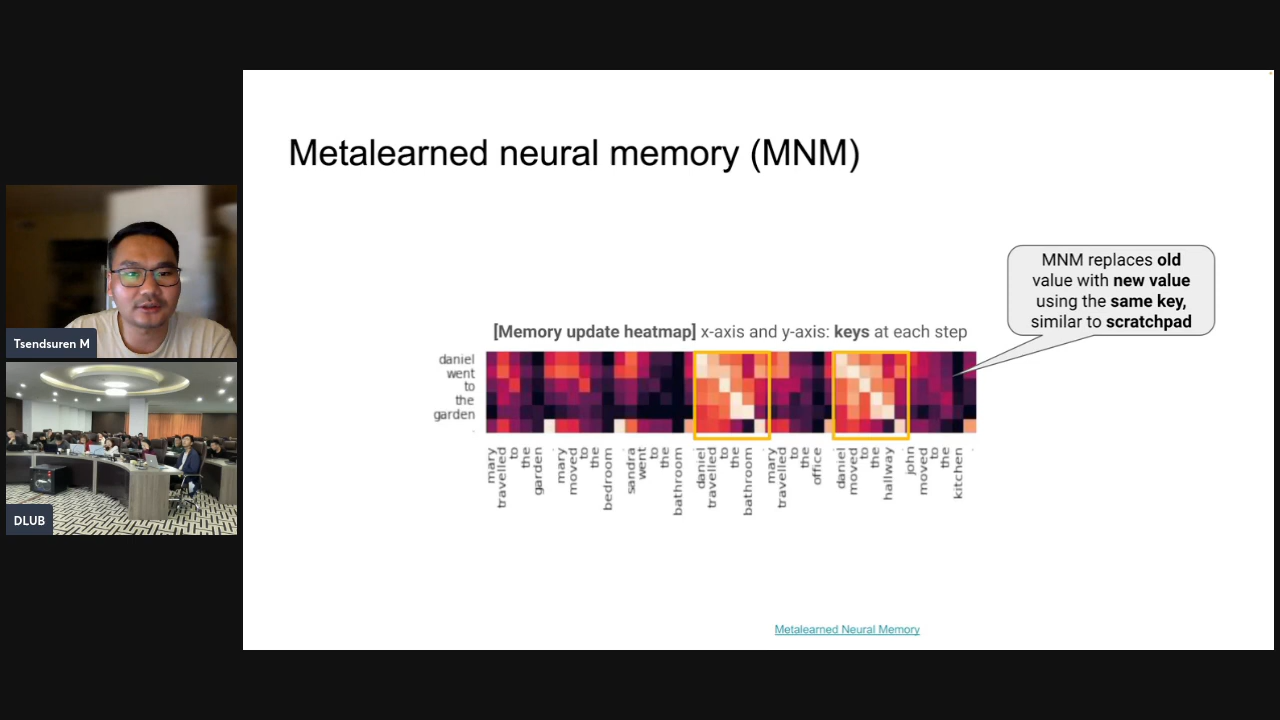 Metalearned neural memory (MNM)
MNM replaces old
value with new value
using the same key,
similar to scratchpad
[Memory update heatmap] x-axis and y-axis: keys at each step
daniel
went
to
the
garden
.
mary
travelled
to
the
garden
.
mary
moved
to
the
bedroom
.
sandra
went
to
the
bathroom
.
daniel
travelled
to
the
bathroom
.
mary
travelled
to
the
office
.
daniel
moved
to
the
hallway
.
john
moved
to
the
kitchen
.
Metalearned Neural Memory
Tsendsuren M
DLUB